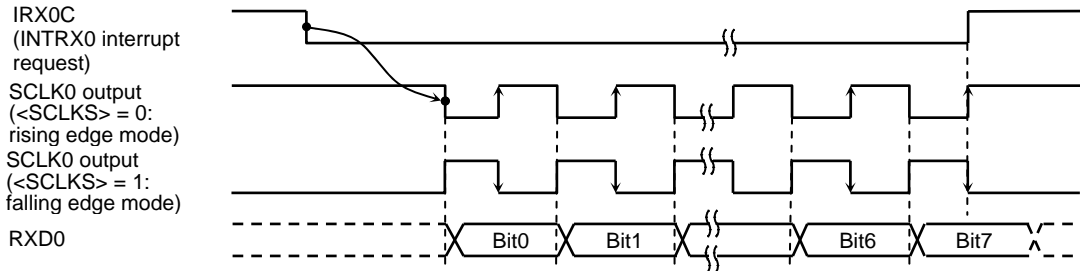 IRX0C
(INTRX0 interrupt
request)
SCLK0 output
(<SCLKS> = 0:
rising edge mode)
SCLK0 output
(<SCLKS> = 1:
falling edge mode)
RXD0
Bit0
Bit1
Bit6
Bit7